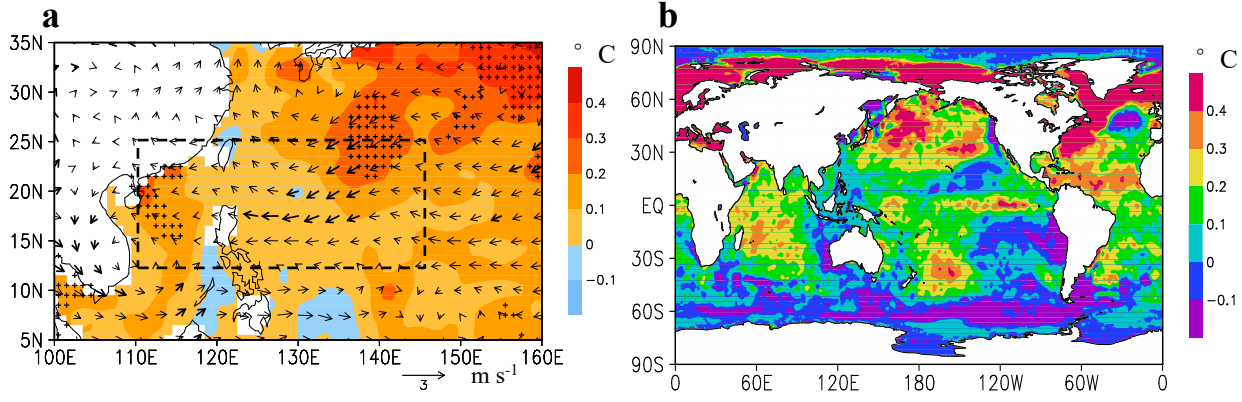 a
35N
30N
25N
20N
15N
10N
5N
100E 110E 120E 130E 140E 150E 160E
° C
0.4
0.3
0.2
0.1
0
−0.1
3
m s-1
b
90N
60N
30N
EQ
30S
60S
90S
0 60E 120E 180 120W 60W 0
° C
0.4
0.3
0.2
0.1
0
−0.1